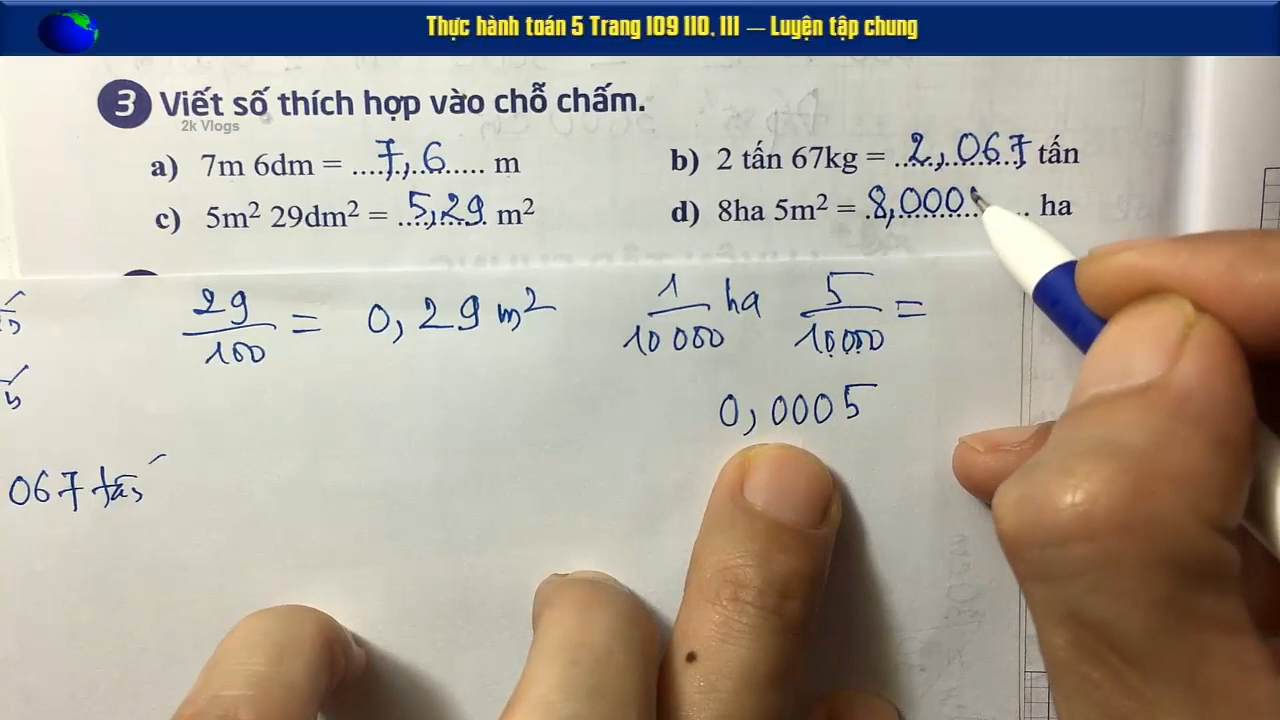 Thực hành toán 5 Trang 109 110, 111 – Luyện tập chung
3 Viết số thích hợp vào chỗ chấm.
2k Vlogs
a) 7m 6dm = ....7,.6...... m
b) 2 tấn 67kg = ..2,.067 tấn
c) 5m² 29dm² = ..5,29 m²
d) 8ha 5m² = .8,000 ... ha
29/100 = 0,29 m²
1/10 000 ha 5/10000 =
0,0005
067 tấn